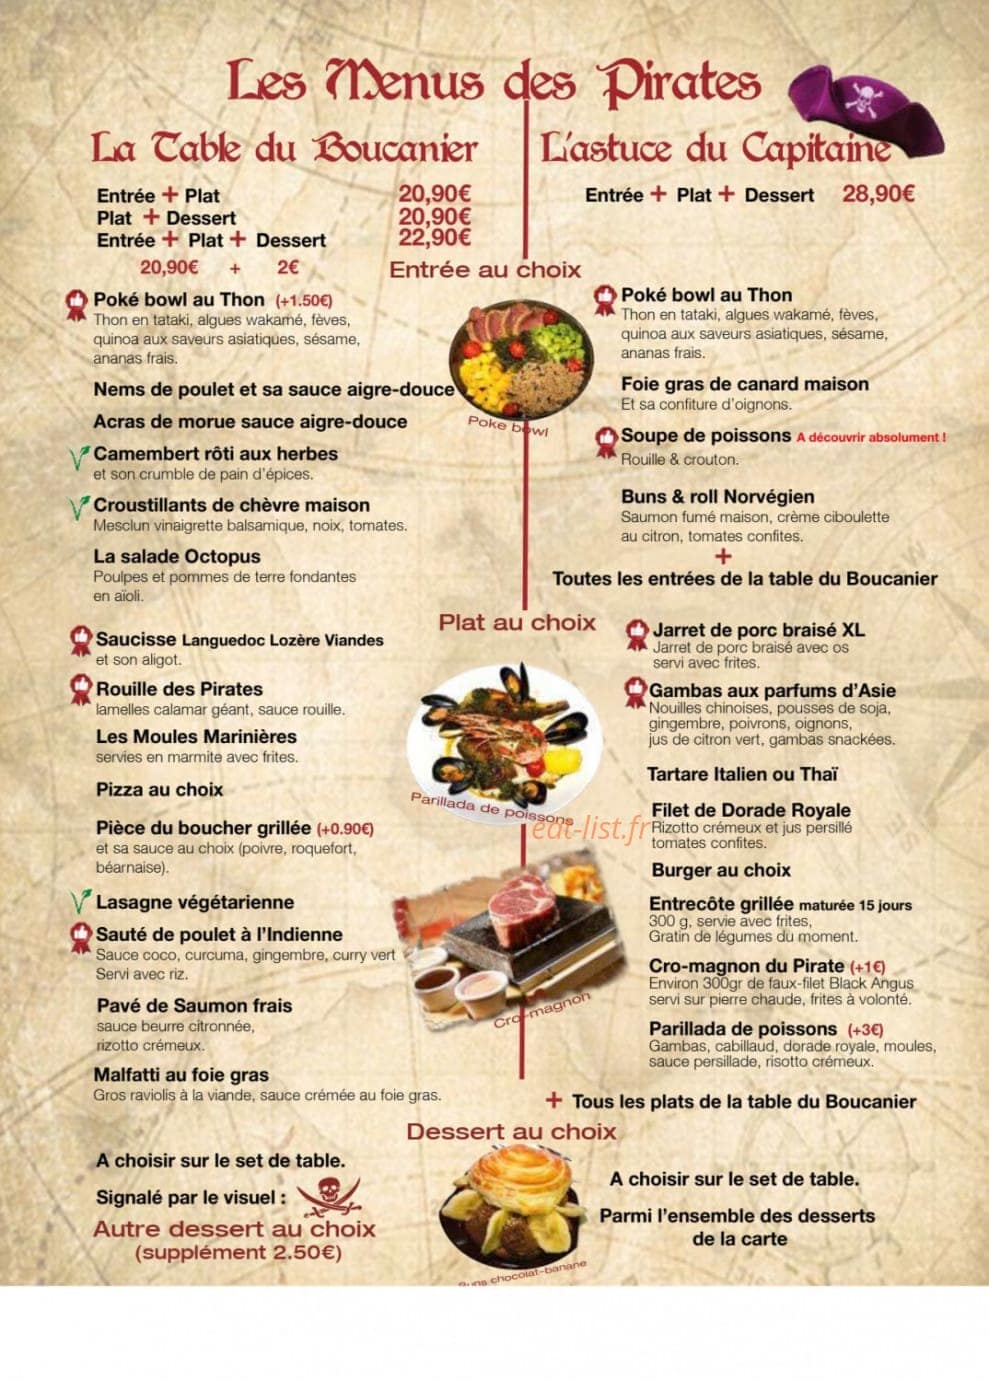 Les Menus des Pirates
La Table du Boucanier
Entrée + Plat 20,90€
Plat + Dessert 20,90€
Entrée + Plat + Dessert 22,90€
20,90€ + 2€
L'astuce du Capitaine
Entrée + Plat + Dessert 28,90€
Entrée au choix
Poké bowl au Thon (+1.50€)
Thon en tataki, algues wakamé, fèves,
quinoa aux saveurs asiatiques, sésame,
ananas frais.
Nems de poulet et sa sauce aigre-douce
Acras de morue sauce aigre-douce
Camembert rôti aux herbes
et son crumble de pain d'épices.
Croustillants de chèvre maison
Mesclun vinaigrette balsamique, noix, tomates.
La salade Octopus
Poulpes et pommes de terre fondantes
en aïoli.
Poke bowl
Poké bowl au Thon
Thon en tataki, algues wakamé, fèves,
quinoa aux saveurs asiatiques, sésame,
ananas frais.
Foie gras de canard maison
Et sa confiture d'oignons.
Soupe de poissons A découvrir absolument !
Rouille & crouton.
Buns & roll Norvégien
Saumon fumé maison, crème ciboulette
au citron, tomates confites.
+
Toutes les entrées de la table du Boucanier
Plat au choix
Saucisse Languedoc Lozère Viandes
et son aligot.
Rouille des Pirates
lamelles calamar géant, sauce rouille.
Les Moules Marinières
servies en marmite avec frites.
Pizza au choix
Pièce du boucher grillée (+0.90€)
et sa sauce au choix (poivre, roquefort,
béarnaise).
Lasagne végétarienne
Sauté de poulet à l'Indienne
Sauce coco, curcuma, gingembre, curry vert
Servi avec riz.
Pavé de Saumon frais
sauce beurre citronnée,
rizotto crémeux.
Malfatti au foie gras
Gros raviolis à la viande, sauce crémée au foie gras.
Parillada de poissons
eat-list.fr
Cro-magnon
Jarret de porc braisé XL
Jarret de porc braisé avec os
servi avec frites.
Gambas aux parfums d'Asie
Nouilles chinoises, pousses de soja,
gingembre, poivrons, oignons,
jus de citron vert, gambas snackées.
Tartare Italien ou Thaï
Filet de Dorade Royale
Rizotto crémeux et jus persillé
tomates confites.
Burger au choix
Entrecôte grillée maturée 15 jours
300 g, servie avec frites,
Gratin de légumes du moment.
Cro-magnon du Pirate (+1€)
Environ 300gr de faux-filet Black Angus
servi sur pierre chaude, frites à volonté.
Parillada de poissons (+3€)
Gambas, cabillaud, dorade royale, moules,
sauce persillade, risotto crémeux.
+ Tous les plats de la table du Boucanier
Dessert au choix
A choisir sur le set de table.
Signalé par le visuel :
Autre dessert au choix
(supplément 2.50€)
Buns chocolat-banane
A choisir sur le set de table.
Parmi l'ensemble des desserts
de la carte